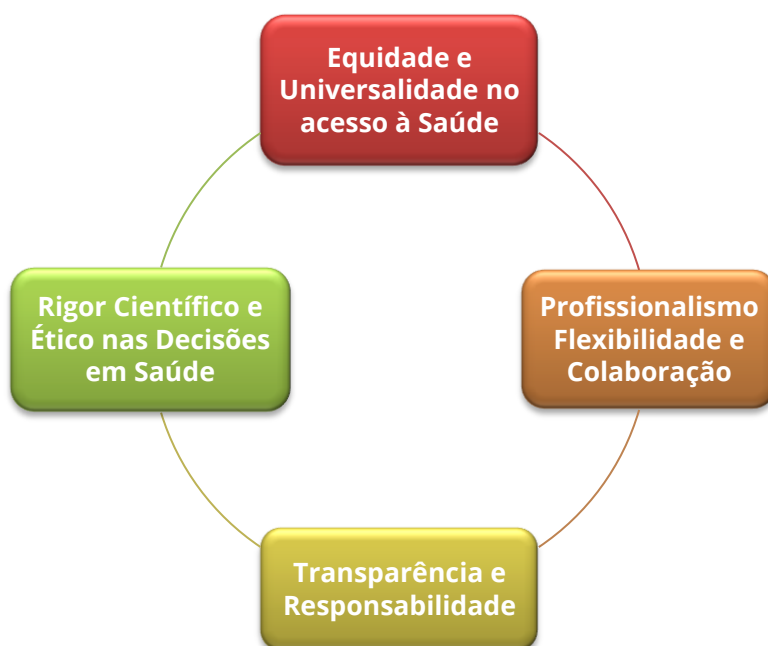 Equidade e
Universalidade no
acesso à Saúde
Rigor Científico e
Ético nas Decisões
em Saúde
Profissionalismo
Flexibilidade e
Colaboração
Transparência e
Responsabilidade